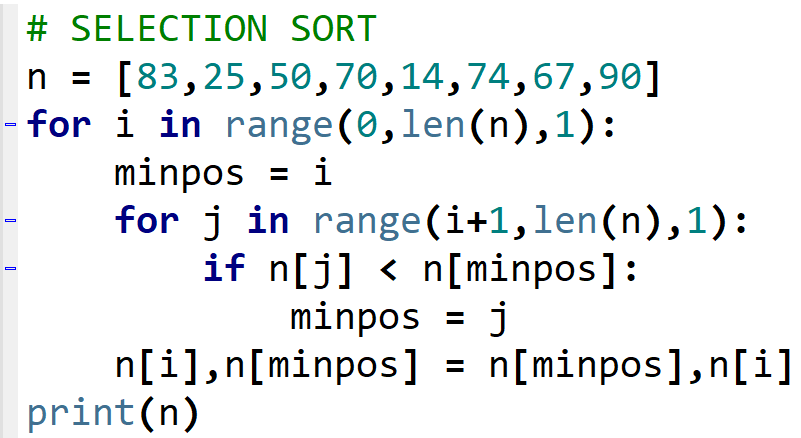 # SELECTION SORT
n = [83,25,50,70,14,74,67,90]
for i in range(0,len(n),1):
    minpos = i
    for j in range(i+1,len(n),1):
        if n[j] < n[minpos]:
            minpos = j
    n[i],n[minpos] = n[minpos],n[i]
print(n)